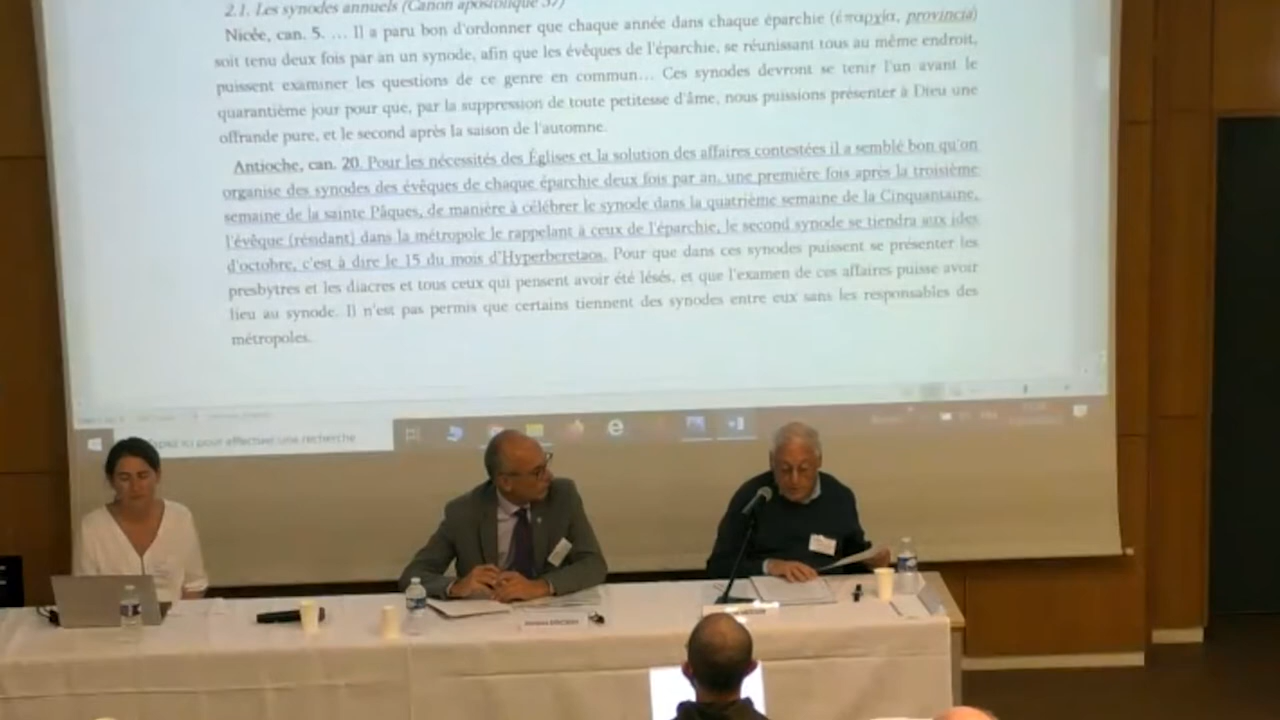 2.1. Les synodes annuels (Canon apostolique 37)
Nicée, can. 5. … Il a paru bon d'ordonner que chaque année dans chaque éparchie (ἐπαρχία, provincia)
soit tenu deux fois par an un synode, afin que les évêques de l'éparchie, se réunissant tous au même endroit,
puissent examiner les questions de ce genre en commun… Ces synodes devront se tenir l'un avant le
quarantième jour pour que, par la suppression de toute petitesse d'âme, nous puissions présenter à Dieu une
offrande pure, et le second après la saison de l'automne.
Antioche, can. 20. Pour les nécessités des Églises et la solution des affaires contestées il a semblé bon qu'on
organise des synodes des évêques de chaque éparchie deux fois par an, une première fois après la troisième
semaine de la sainte Pâques, de manière à célébrer le synode dans la quatrième semaine de la Cinquantaine,
l'évêque (résidant) dans la métropole le rappelant à ceux de l'éparchie, le second synode se tiendra aux ides
d'octobre, c'est à dire le 15 du mois d'Hyperberetaos. Pour que dans ces synodes puissent se présenter les
presbytres et les diacres et tous ceux qui pensent avoir été lésés, et que l'examen de ces affaires puisse avoir
lieu au synode. Il n'est pas permis que certains tiennent des synodes entre eux sans les responsables des
métropoles.
ici pour effectuer une recherche